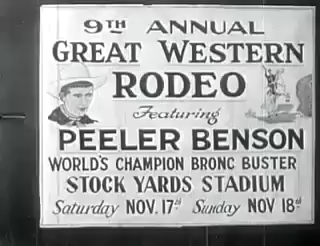 9TH ANNUAL
GREAT WESTERN
RODEO
Featuring
PEELER BENSON
WORLD'S CHAMPION BRONC BUSTER
STOCK YARDS STADIUM
Saturday NOV. 17th Sunday NOV 18th